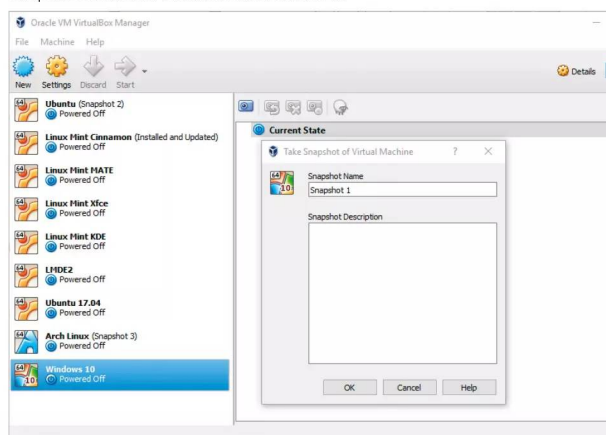 Oracle VM VirtualBox Manager
File Machine Help
New Settings Discard Start
Details
Ubuntu (Snapshot 2)
Powered Off
Linux Mint Cinnamon (Installed and Updated)
Powered Off
Linux Mint MATE
Powered Off
Linux Mint Xfce
Powered Off
Linux Mint KDE
Powered Off
LMDE2
Powered Off
Ubuntu 17.04
Powered Off
Arch Linux (Snapshot 3)
Powered Off
Windows 10
Powered Off
Current State
Take Snapshot of Virtual Machine ?
Snapshot Name
Snapshot 1
Snapshot Description
OK Cancel Help